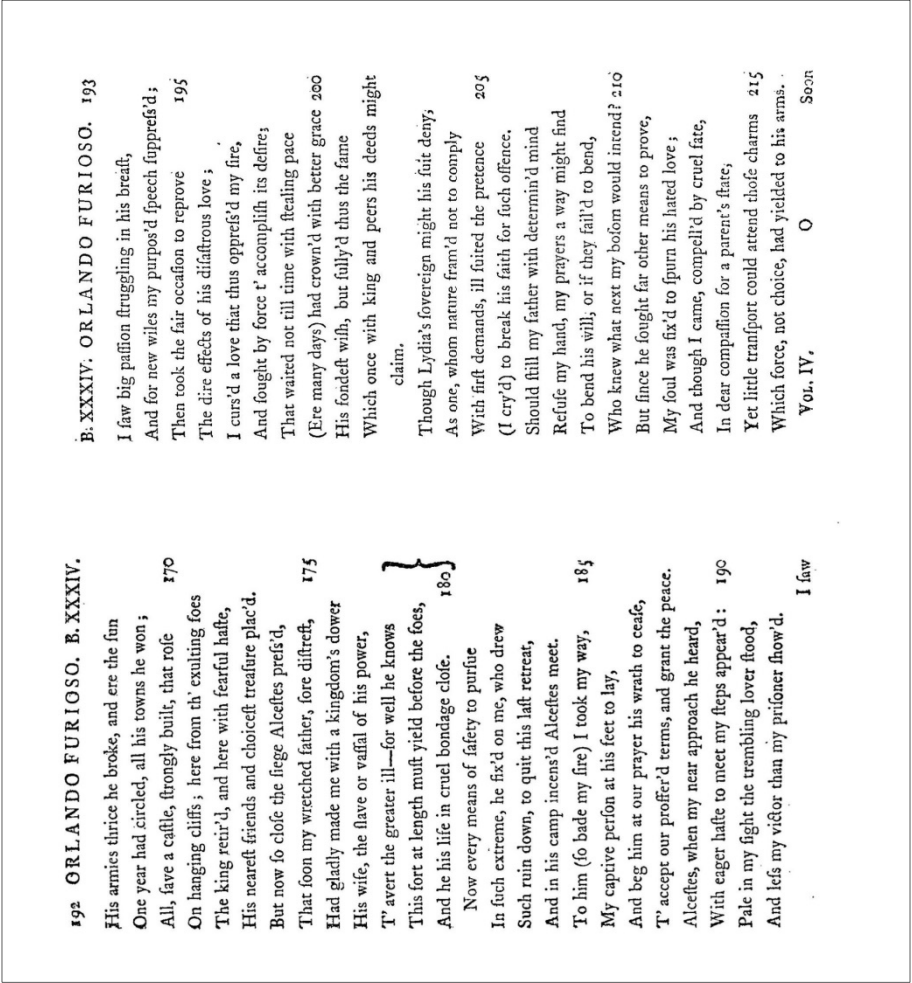 192 ORLANDO FURIOSO. B. XXXIV.
His armies thrice he broke, and ere the ſun
One year had circled, all his towns he won ;
All, ſave a caſtle, ſtrongly built, that roſe 170
On hanging cliffs ; here from th' exulting foes
The king retir'd, and here with fearful haſte,
His neareſt friends and choiceſt treaſure plac'd.
But now ſo cloſe the ſiege Alceſtes preſs'd,
That ſoon my wretched father, ſore diſtreſt, 175
Had gladly made me with a kingdom's dower
His wife, the ſlave or vaſſal of his power,
T' avert the greater ill—for well he knows
This fort at length muſt yield before the foes,
And he his life in cruel bondage cloſe. 180
Now every means of ſafety to purſue
In ſuch extreme, he fix'd on me, who drew
Such ruin down, to quit this laſt retreat,
And in his camp incens'd Alceſtes meet.
To him (ſo bade my ſire) I took my way, 185
My captive perſon at his feet to lay,
And beg him at our prayer his wrath to ceaſe,
T' accept our proffer'd terms, and grant the peace.
Alceſtes, when my near approach he heard,
With eager haſte to meet my ſteps appear'd : 190
Pale in my ſight the trembling lover ſtood,
And leſs my victor than my priſoner ſhow'd.
I ſaw
B. XXXIV. ORLANDO FURIOSO. 193
I ſaw big paſſion ſtruggling in his breaſt,
And for new wiles my purpos'd ſpeech ſuppreſs'd ;
Then took the fair occaſion to reprove 195
The dire effects of his diſaſtrous love ;
I curs'd a love that thus oppreſs'd my ſire,
And ſought by force t' accompliſh its deſire;
That waited not till time with ſtealing pace
(Ere many days) had crown'd with better grace 200
His fondeſt wiſh, but ſully'd thus the fame
Which once with king and peers his deeds might
claim.
Though Lydia's ſovereign might his ſuit deny,
As one, whom nature fram'd not to comply
With firſt demands, ill ſuited the pretence 205
(I cry'd) to break his faith for ſuch offence.
Should ſtill my father with determin'd mind
Refuſe my hand, my prayers a way might find
To bend his will; or if they fail'd to bend,
Who knew what next my boſom would intend? 210
But ſince he ſought far other means to prove,
My ſoul was fix'd to ſpurn his hated love ;
And though I came, compell'd by cruel fate,
In dear compaſſion for a parent's ſtate,
Yet little tranſport could attend thoſe charms 215
Which force, not choice, had yielded to his arms.
VOL. IV. O Soon